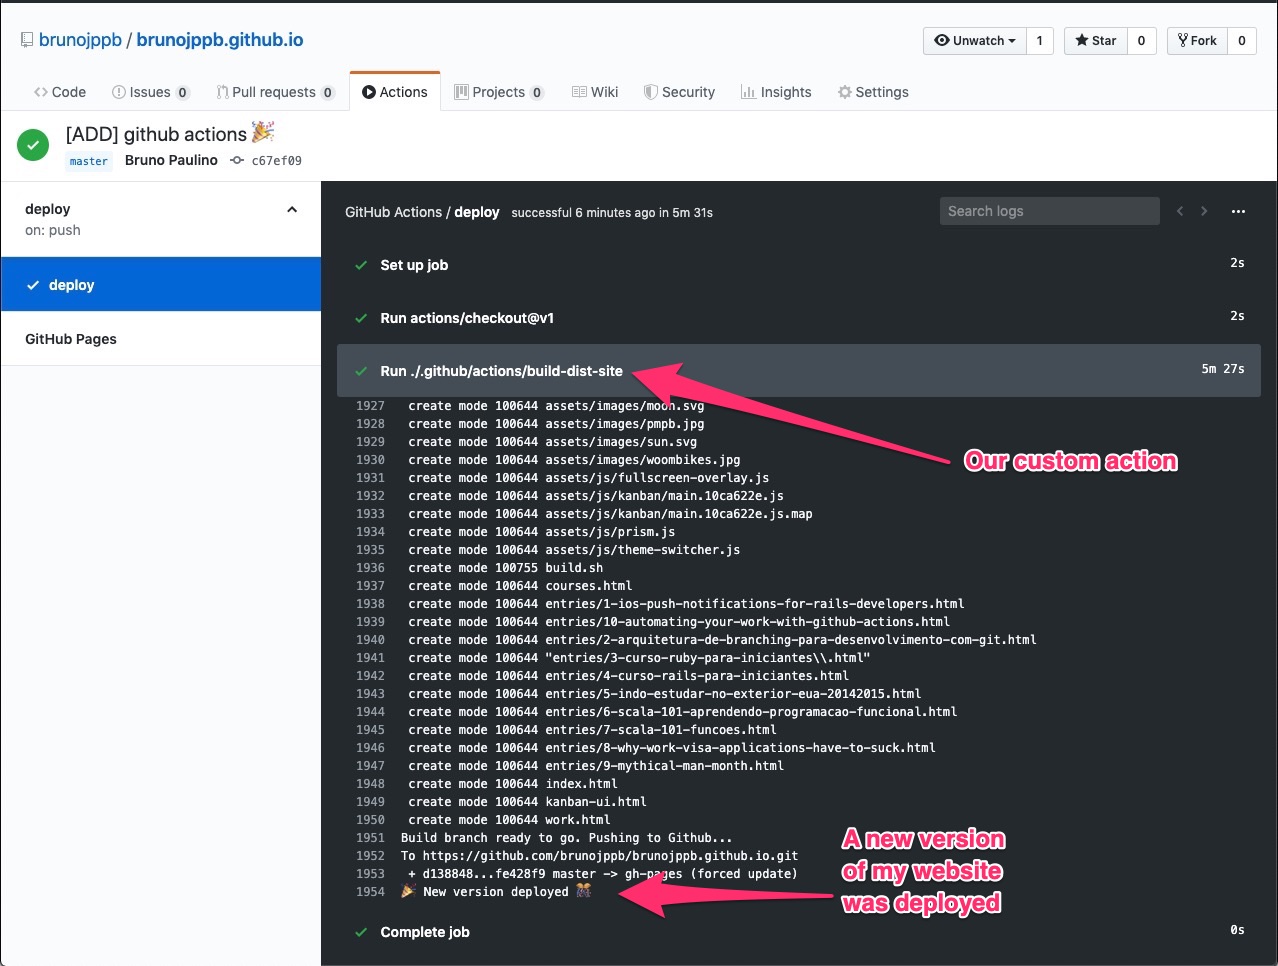 brunojppb / brunojppb.github.io
Unwatch 1 Star 0 Fork 0
Code Issues 0 Pull requests 0 Actions Projects 0 Wiki Security Insights Settings
[ADD] github actions 🎉
master Bruno Paulino c67ef09
deploy
on: push
deploy
GitHub Pages
GitHub Actions / deploy successful 6 minutes ago in 5m 31s
Search logs
Set up job 2s
Run actions/checkout@v1 2s
Run ./.github/actions/build-dist-site 5m 27s
1927 create mode 100644 assets/images/moon.svg
1928 create mode 100644 assets/images/pmpb.jpg
1929 create mode 100644 assets/images/sun.svg
1930 create mode 100644 assets/images/woombikes.jpg
1931 create mode 100644 assets/js/fullscreen-overlay.js
1932 create mode 100644 assets/js/kanban/main.10ca622e.js
1933 create mode 100644 assets/js/kanban/main.10ca622e.js.map
1934 create mode 100644 assets/js/prism.js
1935 create mode 100644 assets/js/theme-switcher.js
1936 create mode 100755 build.sh
1937 create mode 100644 courses.html
1938 create mode 100644 entries/1-ios-push-notifications-for-rails-developers.html
1939 create mode 100644 entries/10-automating-your-work-with-github-actions.html
1940 create mode 100644 entries/2-arquitetura-de-branching-para-desenvolvimento-com-git.html
1941 create mode 100644 "entries/3-curso-ruby-para-iniciantes\\.html"
1942 create mode 100644 entries/4-curso-rails-para-iniciantes.html
1943 create mode 100644 entries/5-indo-estudar-no-exterior-eua-20142015.html
1944 create mode 100644 entries/6-scala-101-aprendendo-programacao-funcional.html
1945 create mode 100644 entries/7-scala-101-funcoes.html
1946 create mode 100644 entries/8-why-work-visa-applications-have-to-suck.html
1947 create mode 100644 entries/9-mythical-man-month.html
1948 create mode 100644 index.html
1949 create mode 100644 kanban-ui.html
1950 create mode 100644 work.html
1951 Build branch ready to go. Pushing to Github...
1952 To https://github.com/brunojppb/brunojppb.github.io.git
1953 + d138848...fe428f9 master -> gh-pages (forced update)
1954 🎉 New version deployed 🎊
Complete job 0s
Our custom action
A new version
of my website
was deployed